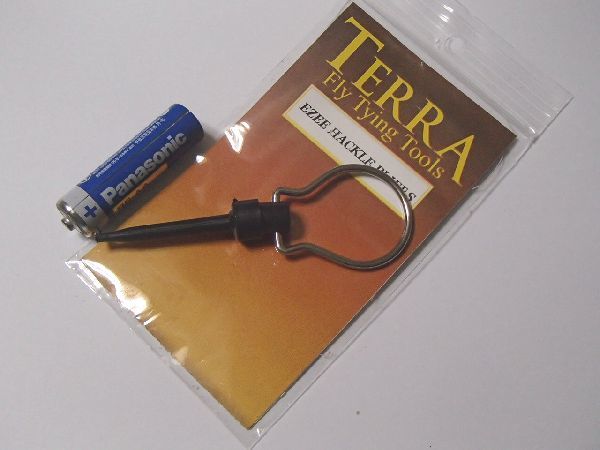 TERRA
Fly Tying Tools
EZEE HACKLE
Panasonic
+